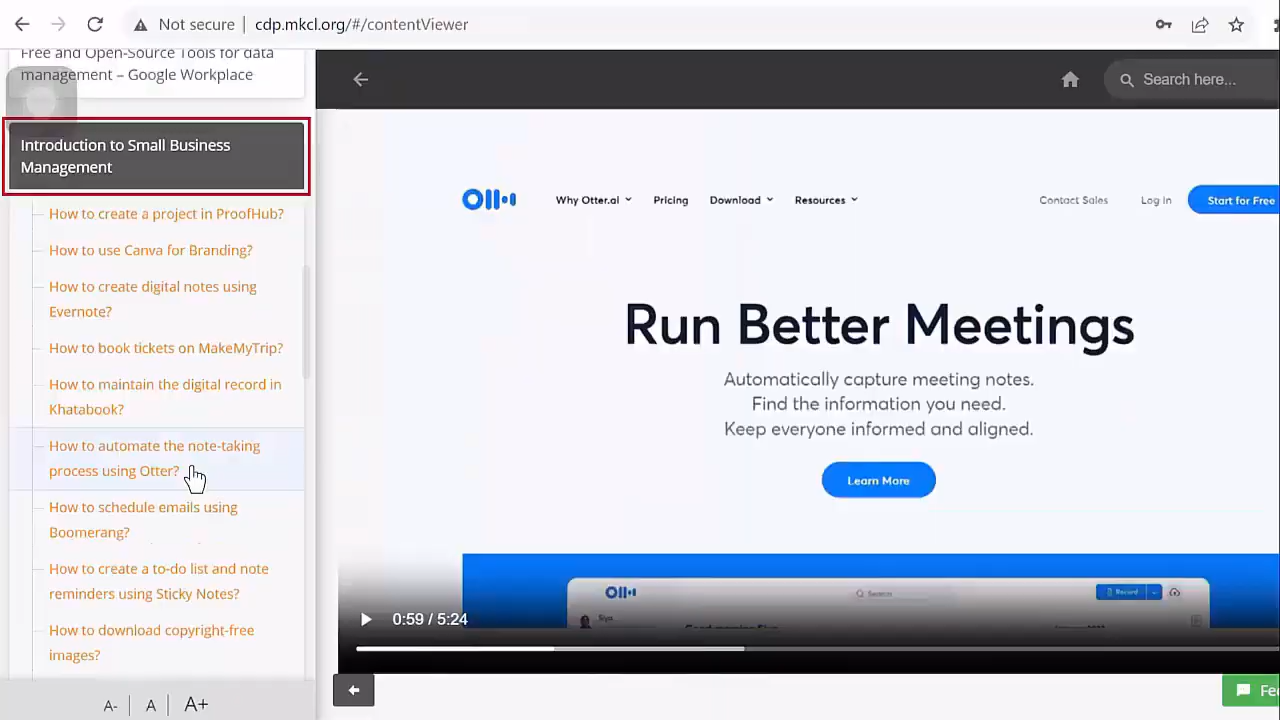 Not secure
cdp.mkcl.org/#/contentViewer
Free and Open-Source Tools for data
management – Google Workplace
Introduction to Small Business
Management
How to create a project in ProofHub?
How to use Canva for Branding?
How to create digital notes using
Evernote?
How to book tickets on MakeMyTrip?
How to maintain the digital record in
Khatabook?
How to automate the note-taking
process using Otter?
How to schedule emails using
Boomerang?
How to create a to-do list and note
reminders using Sticky Notes?
How to download copyright-free
images?
A- A A+
Search here...
Why Otter.ai Pricing Download Resources Contact Sales Log In Start for Free
Run Better Meetings
Automatically capture meeting notes.
Find the information you need.
Keep everyone informed and aligned.
Learn More
Search
Record
0:59 / 5:24